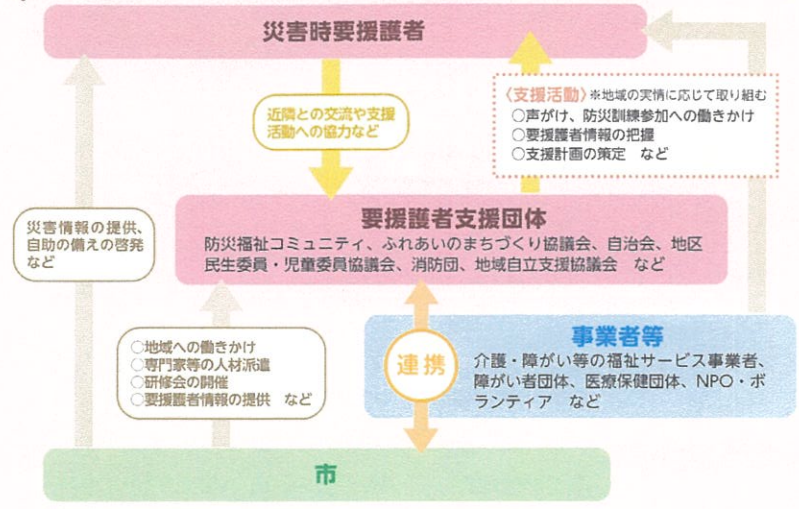 災害時要援護者
近隣との交流や支援
活動への協力など
〈支援活動〉※地域の実情に応じて取り組む
○声がけ、防災訓練参加への働きかけ
○要援護者情報の把握
○支援計画の策定　など
災害情報の提供、
自助の備えの啓発
など
要援護者支援団体
防災福祉コミュニティ、ふれあいのまちづくり協議会、自治会、地区
民生委員・児童委員協議会、消防団、地域自立支援協議会　など
○地域への働きかけ
○専門家等の人材派遣
○研修会の開催
○要援護者情報の提供　など
連携
事業者等
介護・障がい等の福祉サービス事業者、
障がい者団体、医療保健団体、NPO・ボ
ランティア　など
市